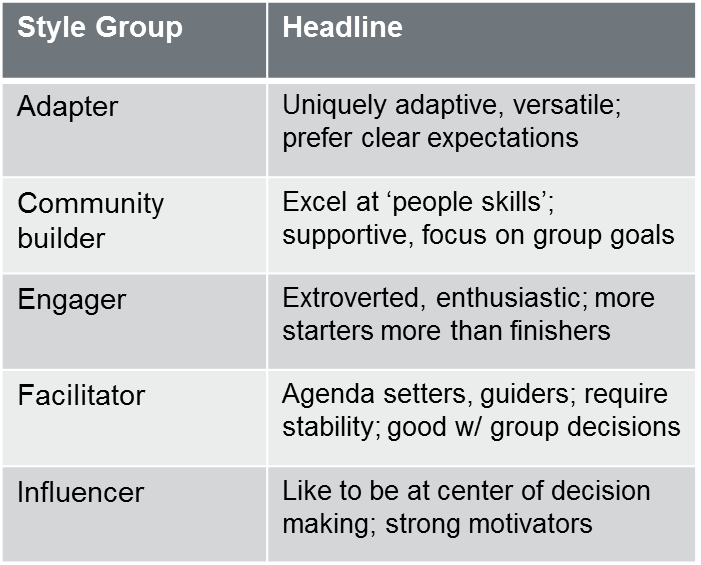 Style Group
Headline
Adapter
Uniquely adaptive, versatile;
prefer clear expectations
Community
builder
Excel at ‘people skills’;
supportive, focus on group goals
Engager
Extroverted, enthusiastic; more
starters more than finishers
Facilitator
Agenda setters, guiders; require
stability; good w/ group decisions
Influencer
Like to be at center of decision
making; strong motivators